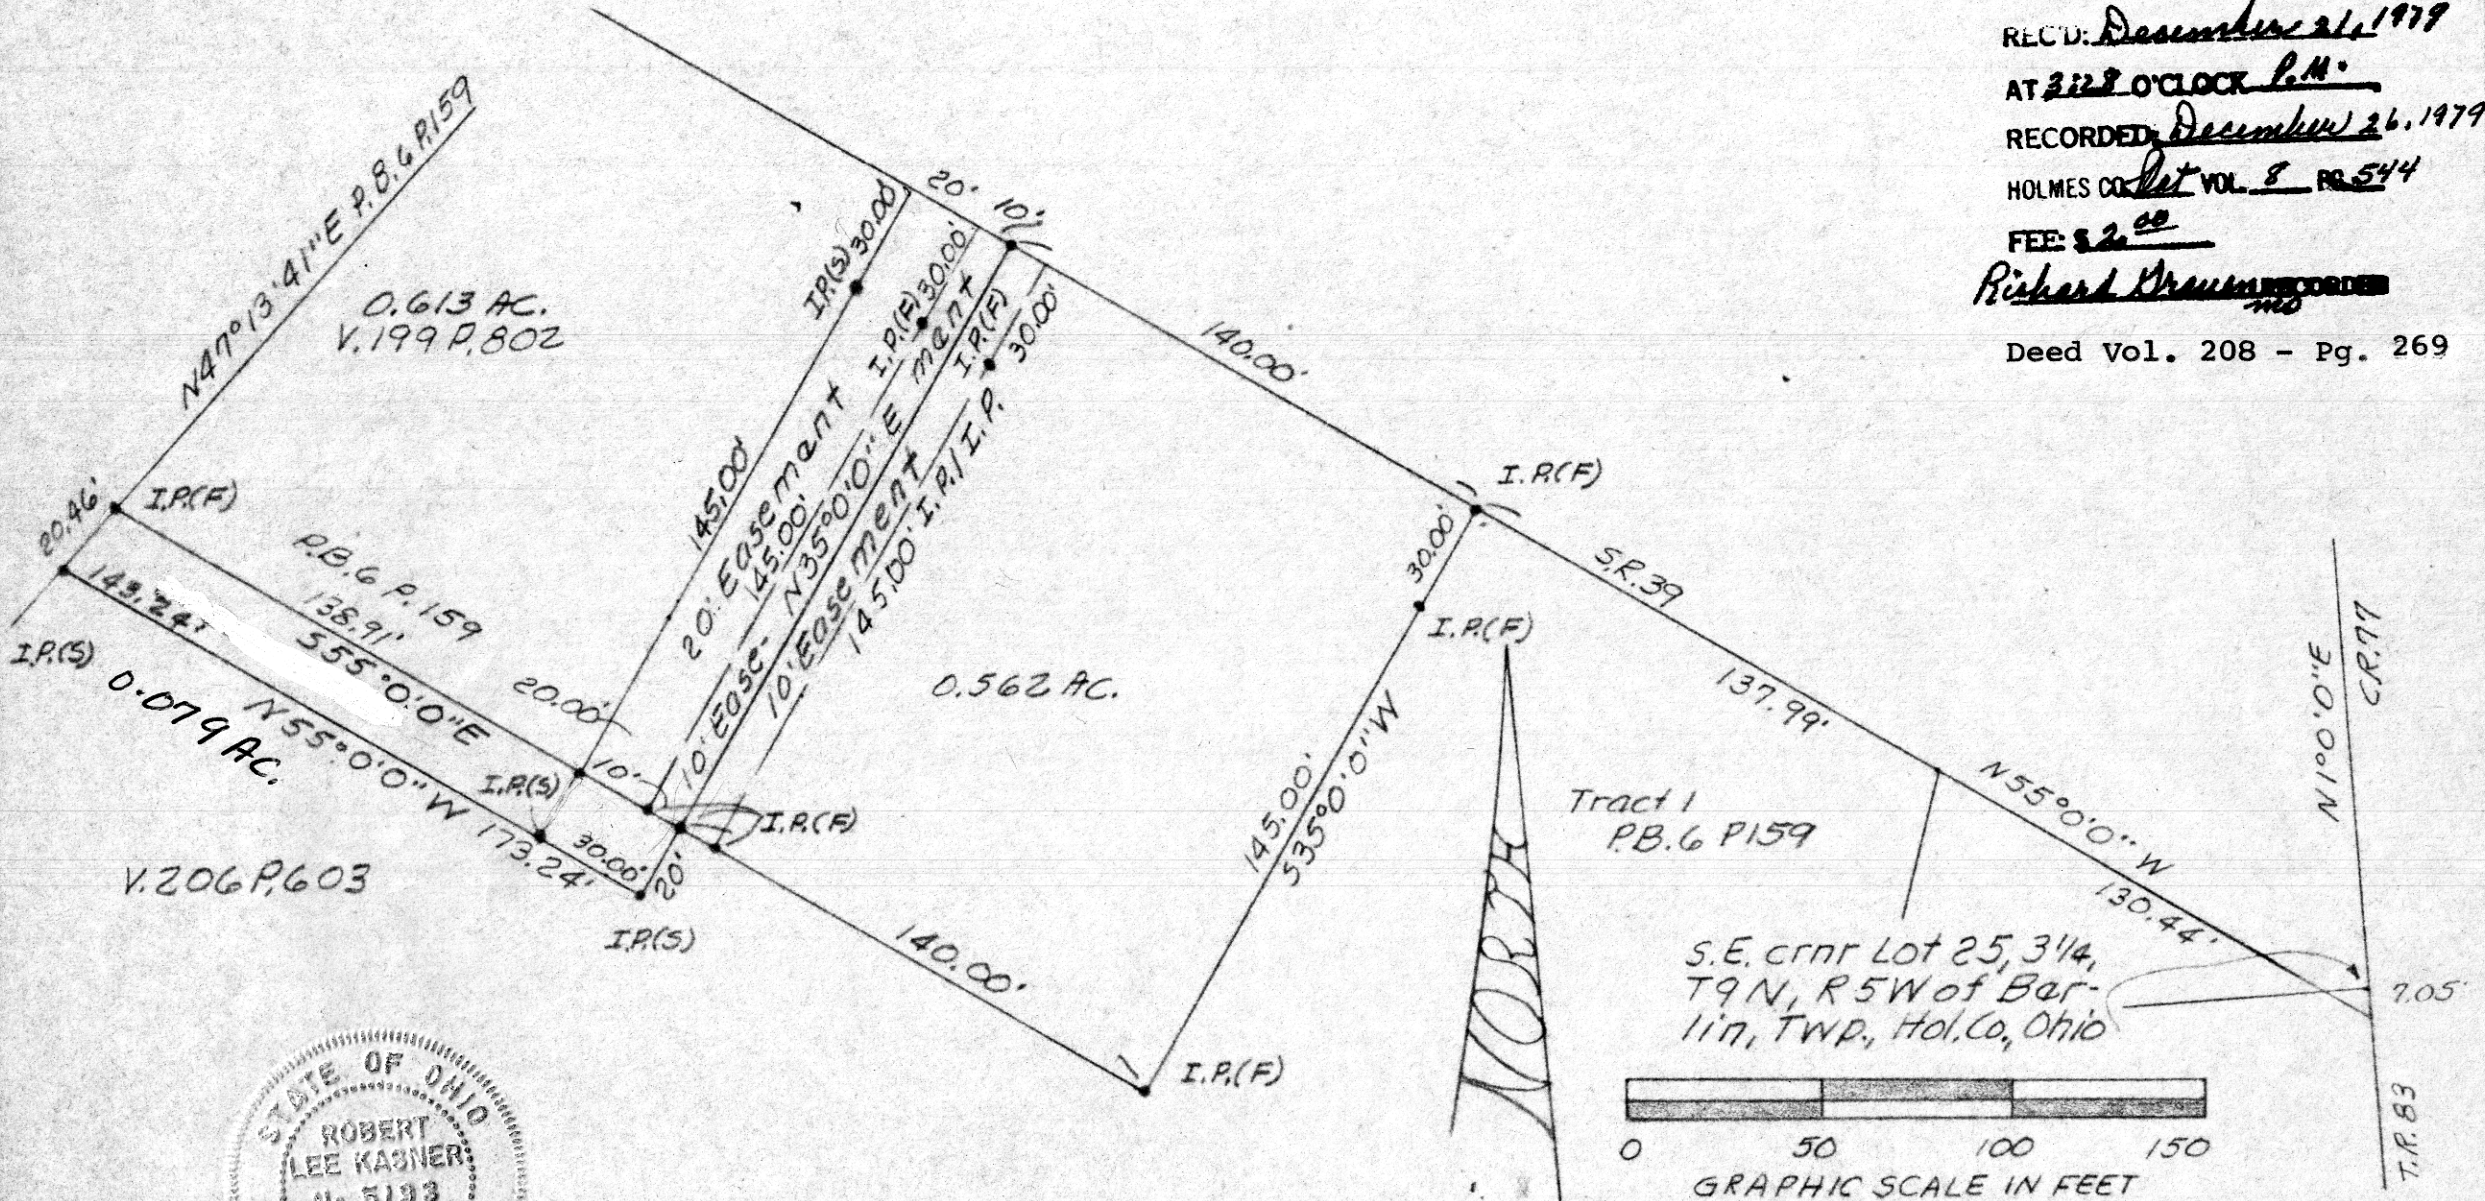 REC'D: December 21, 1979
AT 3:28 O'CLOCK P.M.
RECORDED: December 26, 1979
HOLMES CO. VOL. 8 PG. 544
FEE: $2.00
Richard Graven RECORDER
Deed Vol. 208 - Pg. 269
N47°13'41"E P.B.6 P.159
0.613 AC.
V.199 P.802
20' 10'
I.P.(S) 30.00'
I.P.(F) 30.00'
I.P.(F)
30.00'
140.00'
145.00'
20' Easement
145.00'
10' Ease-
ment
N35°0'0"E
10' Easement
145.00' I.P./I.P.
I.P.(F)
20.46'
I.P.(F)
30.00'
I.P.(F)
S.R.39
P.B.6 P.159
138.91'
S55°0'0"E
143.24'
I.P.(S)
0.079 AC.
N55°0'0"W 173.24'
20.00'
10'
I.P.(S)
I.P.(F)
30.00'
20'
I.P.(S)
V.206 P.603
0.562 AC.
140.00'
145.00'
S35°0'0"W
I.P.(F)
137.99'
N55°0'0"W
130.44'
N1°0'0"E
C.R.77
Tract 1
P.B.6 P159
S.E. crnr Lot 25, 3 1/4,
T9N, R5W of Ber-
lin, Twp., Hol.Co., Ohio
7.05'
T.R.83
NORTH
0 50 100 150
GRAPHIC SCALE IN FEET
STATE OF OHIO
ROBERT
LEE KASNER